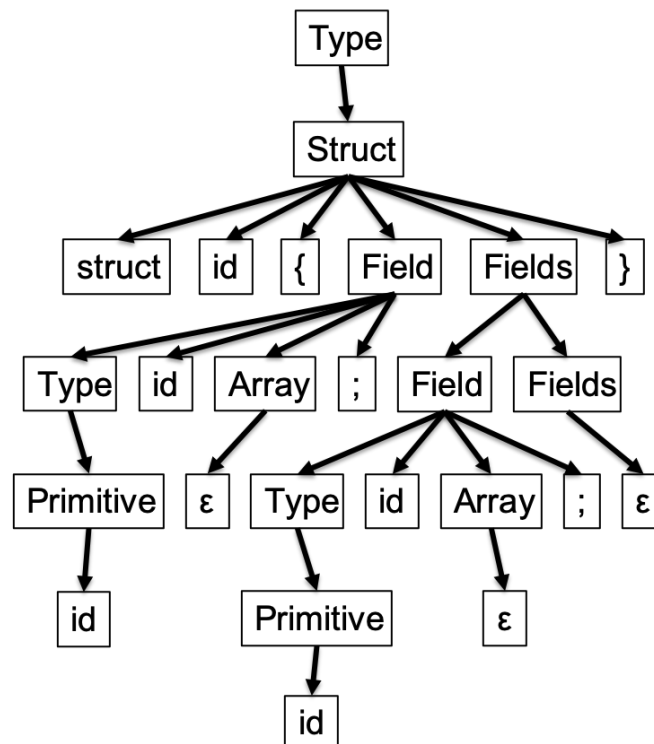 Type
Struct
struct id { Field Fields }
Type id Array ; Field Fields
Primitive ε Type id Array ; ε
id Primitive ε
id